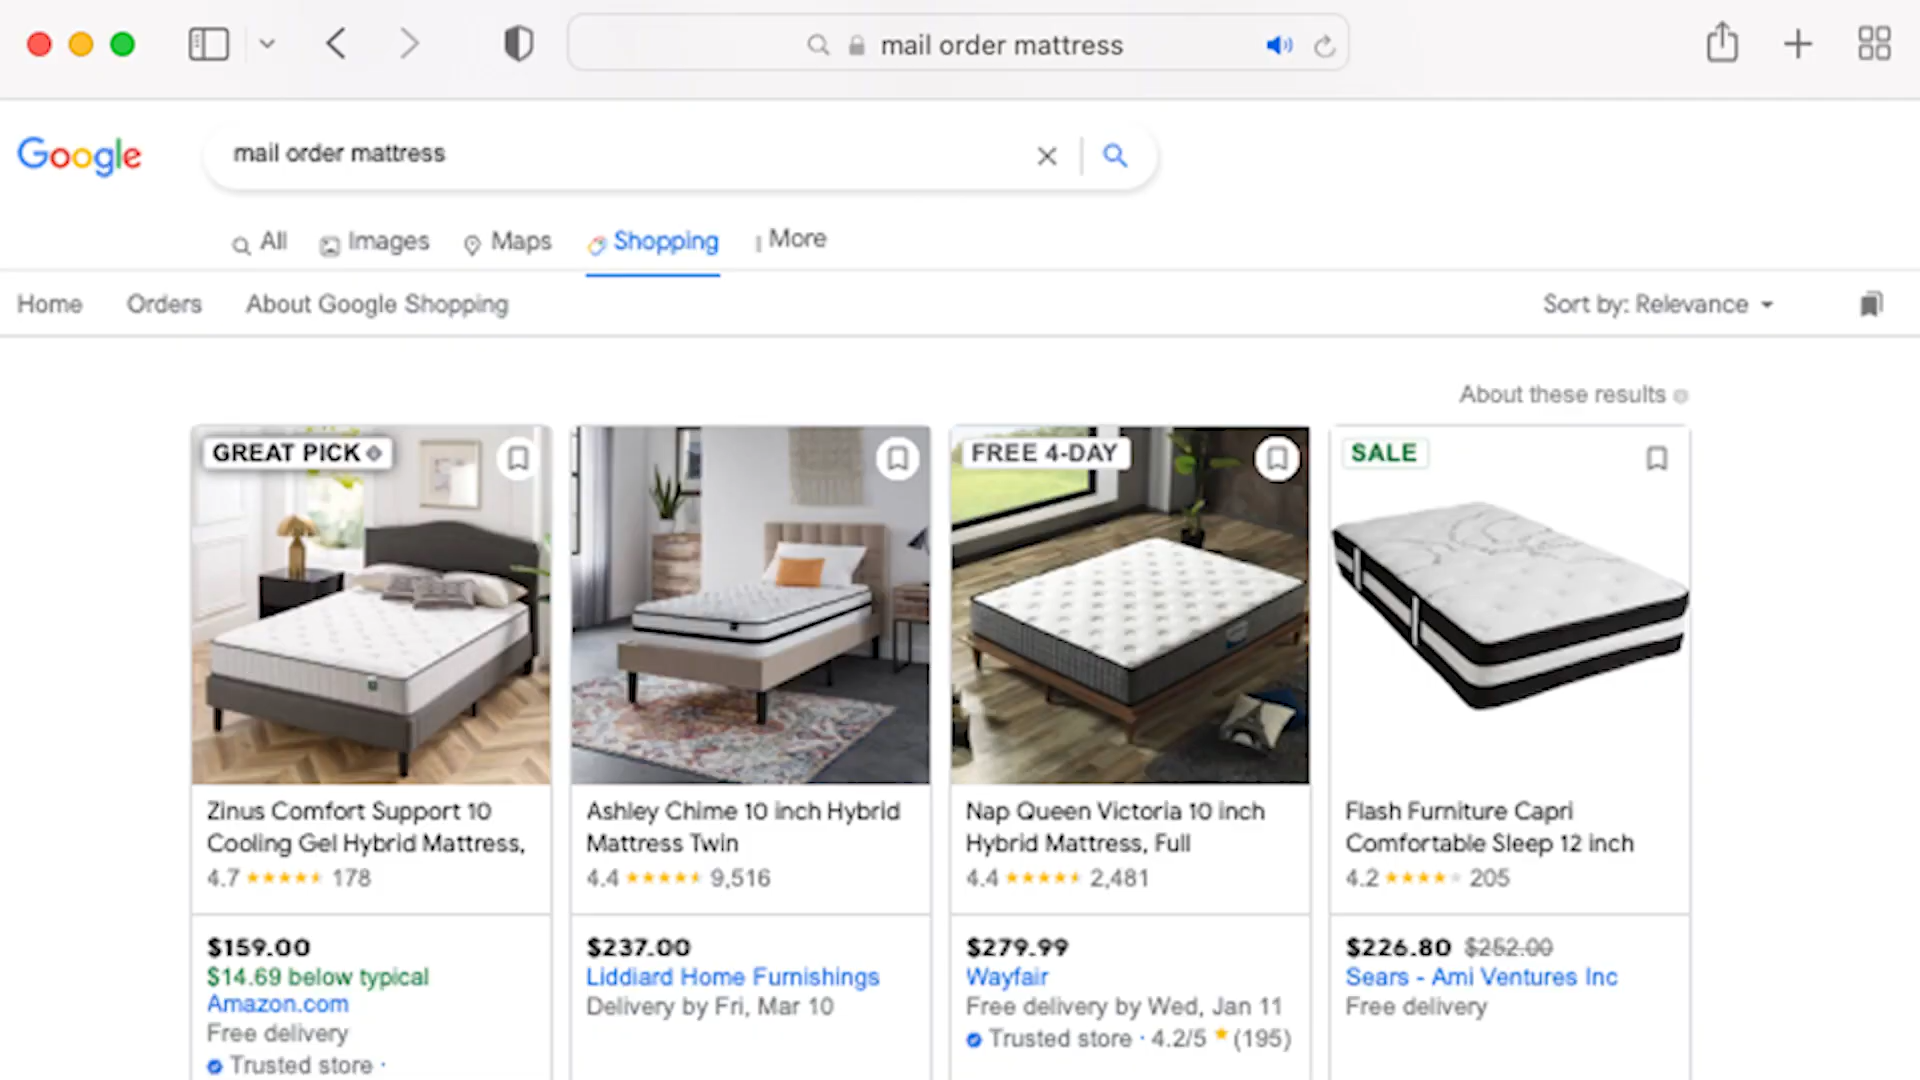 mail order mattress
Google
mail order mattress
All Images Maps Shopping More
Home Orders About Google Shopping Sort by: Relevance
About these results
GREAT PICK
FREE 4-DAY
SALE
Zinus Comfort Support 10
Cooling Gel Hybrid Mattress,
4.7 178
$159.00
$14.69 below typical
Amazon.com
Free delivery
Trusted store ·
Ashley Chime 10 inch Hybrid
Mattress Twin
4.4 9,516
$237.00
Liddiard Home Furnishings
Delivery by Fri, Mar 10
Nap Queen Victoria 10 inch
Hybrid Mattress, Full
4.4 2,481
$279.99
Wayfair
Free delivery by Wed, Jan 11
Trusted store · 4.2/5 (195)
Flash Furniture Capri
Comfortable Sleep 12 inch
4.2 205
$226.80 $252.00
Sears - Ami Ventures Inc
Free delivery